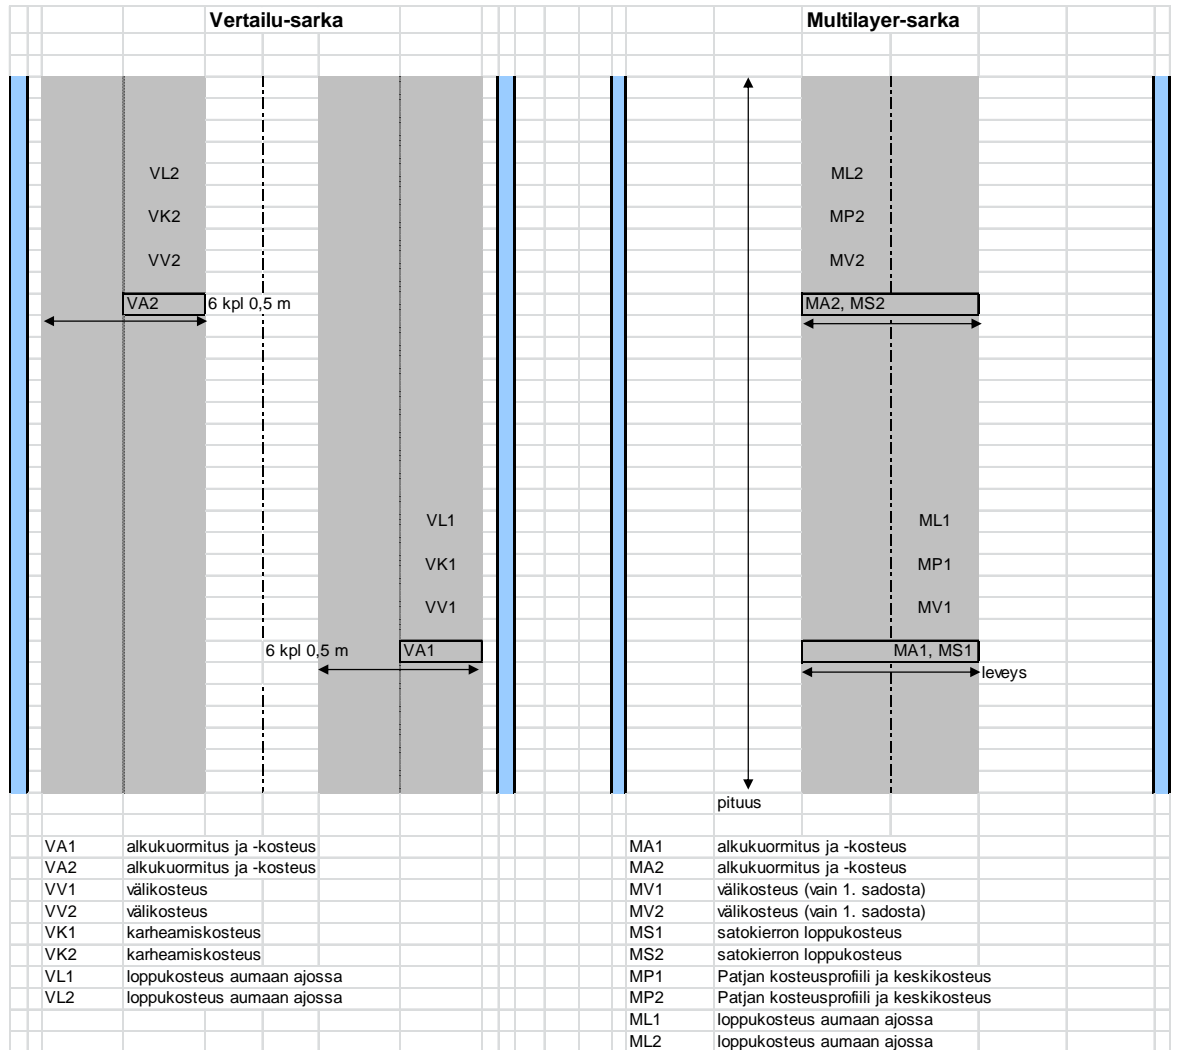 Vertailu-sarka Multilayer-sarka
VL2 ML2
VK2 MP2
VV2 MV2
VA2 6 kpl 0,5 m MA2, MS2
VL1 ML1
VK1 MP1
VV1 MV1
6 kpl 0,5 m VA1 MA1, MS1
leveys
pituus
VA1 alkukuormitus ja -kosteus MA1 alkukuormitus ja -kosteus
VA2 alkukuormitus ja -kosteus MA2 alkukuormitus ja -kosteus
VV1 välikosteus MV1 välikosteus (vain 1. sadosta)
VV2 välikosteus MV2 välikosteus (vain 1. sadosta)
VK1 karheamiskosteus MS1 satokierron loppukosteus
VK2 karheamiskosteus MS2 satokierron loppukosteus
VL1 loppukosteus aumaan ajossa MP1 Patjan kosteusprofiili ja keskikosteus
VL2 loppukosteus aumaan ajossa MP2 Patjan kosteusprofiili ja keskikosteus
ML1 loppukosteus aumaan ajossa
ML2 loppukosteus aumaan ajossa